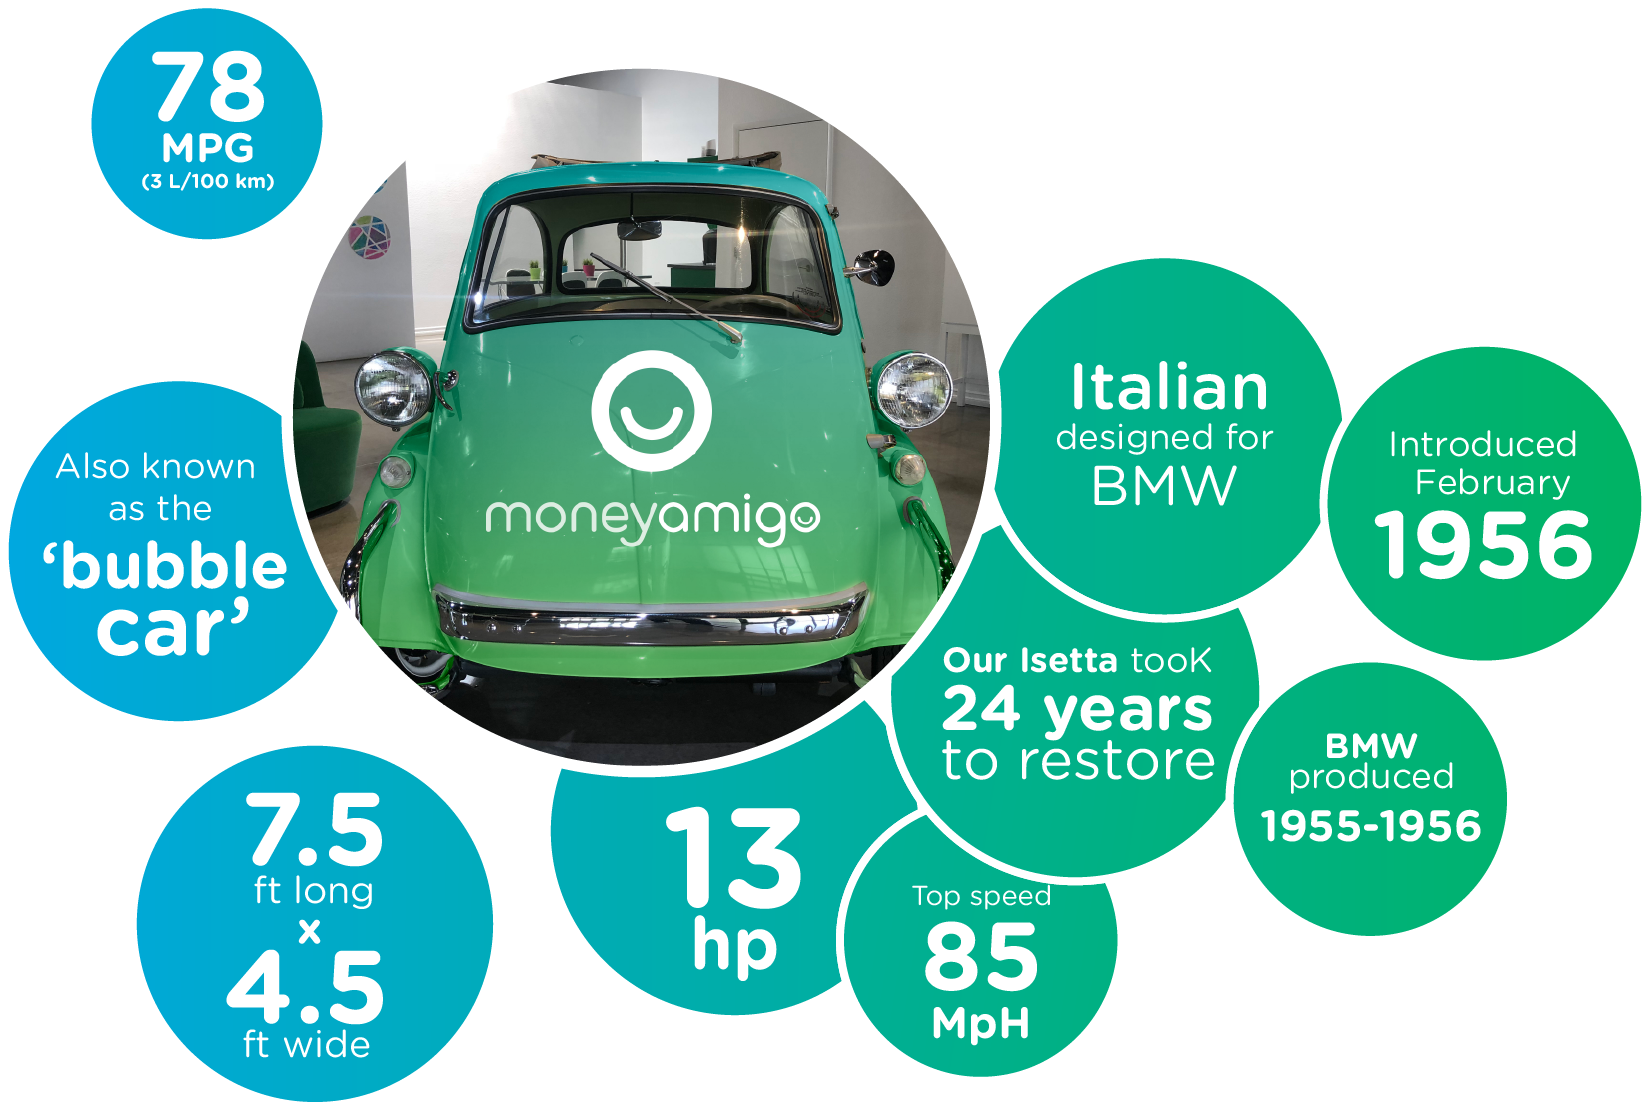 78
MPG
(3 L/100 km)
moneyamigo
Also known
as the
‘bubble
car’
Italian
designed for
BMW
Introduced
February
1956
Our Isetta tooK
24 years
to restore
BMW
produced
1955-1956
7.5
ft long
x
4.5
ft wide
13
hp
Top speed
85
MpH